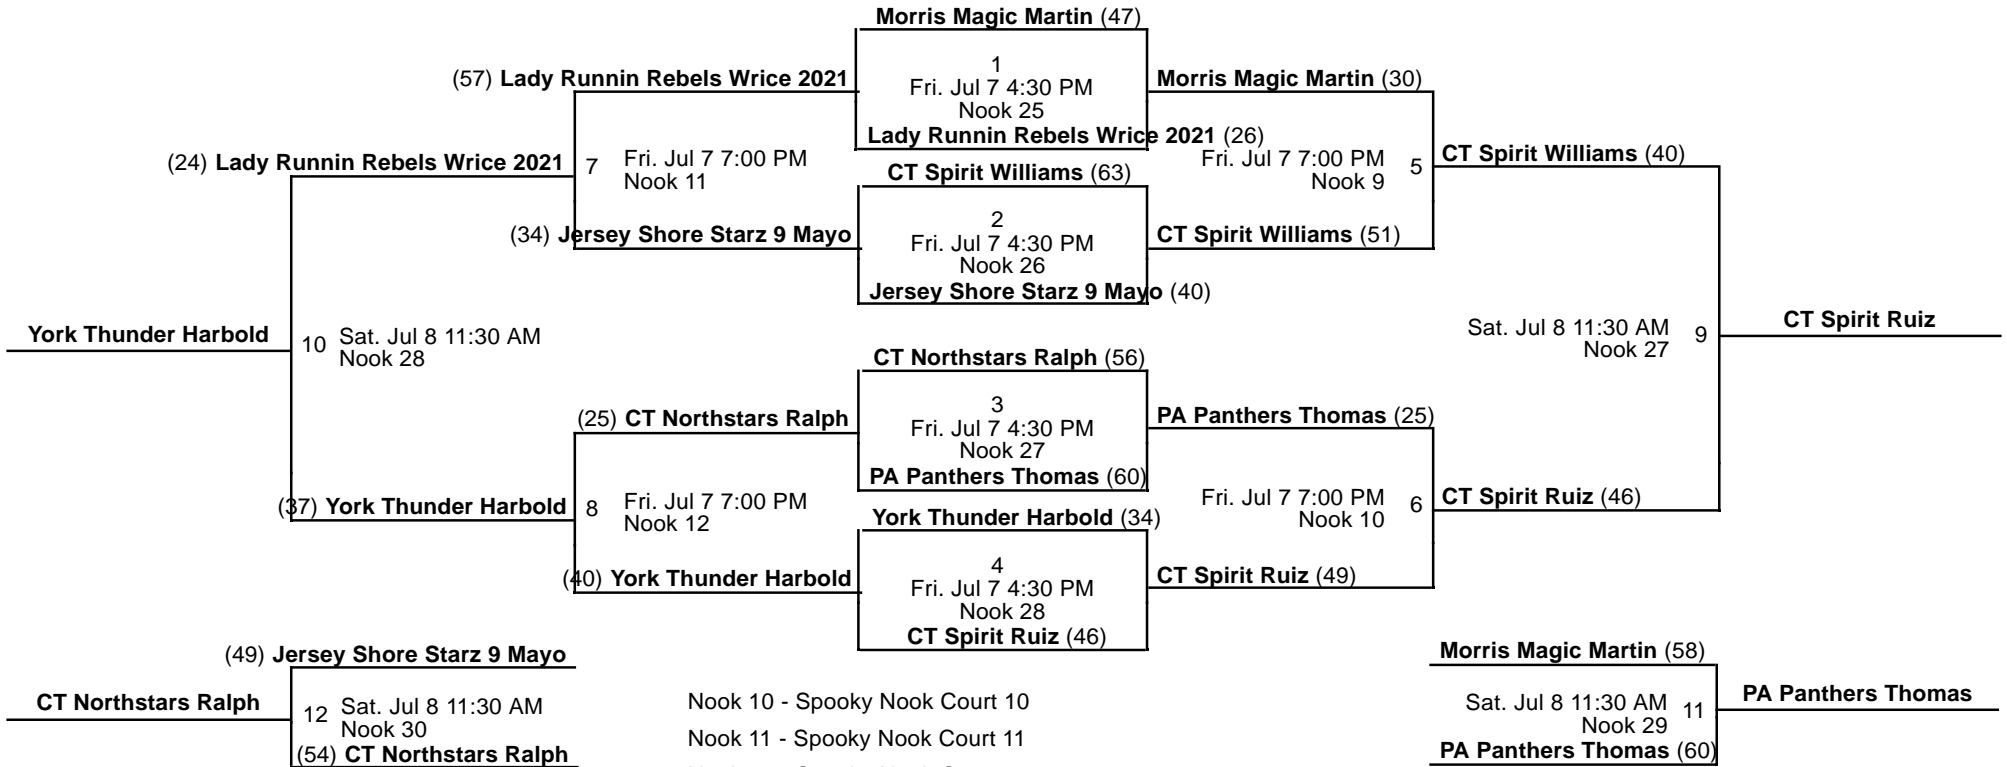 Morris Magic Martin (47)
1
Fri. Jul 7 4:30 PM
Nook 25
Lady Runnin Rebels Wrice 2021 (26)
(57) Lady Runnin Rebels Wrice 2021
Morris Magic Martin (30)
7 Fri. Jul 7 7:00 PM
Nook 11
Fri. Jul 7 7:00 PM 5
Nook 9
(24) Lady Runnin Rebels Wrice 2021
CT Spirit Williams (40)
CT Spirit Williams (63)
2
Fri. Jul 7 4:30 PM
Nook 26
Jersey Shore Starz 9 Mayo (40)
(34) Jersey Shore Starz 9 Mayo
CT Spirit Williams (51)
York Thunder Harbold
10 Sat. Jul 8 11:30 AM
Nook 28
Sat. Jul 8 11:30 AM 9
Nook 27
CT Spirit Ruiz
CT Northstars Ralph (56)
3
Fri. Jul 7 4:30 PM
Nook 27
PA Panthers Thomas (60)
(25) CT Northstars Ralph
PA Panthers Thomas (25)
8 Fri. Jul 7 7:00 PM
Nook 12
Fri. Jul 7 7:00 PM 6
Nook 10
(37) York Thunder Harbold
CT Spirit Ruiz (46)
York Thunder Harbold (34)
4
Fri. Jul 7 4:30 PM
Nook 28
CT Spirit Ruiz (46)
(40) York Thunder Harbold
CT Spirit Ruiz (49)
(49) Jersey Shore Starz 9 Mayo
CT Northstars Ralph
12 Sat. Jul 8 11:30 AM
Nook 30
(54) CT Northstars Ralph
Nook 10 - Spooky Nook Court 10
Nook 11 - Spooky Nook Court 11
Morris Magic Martin (58)
Sat. Jul 8 11:30 AM 11
Nook 29
PA Panthers Thomas
PA Panthers Thomas (60)